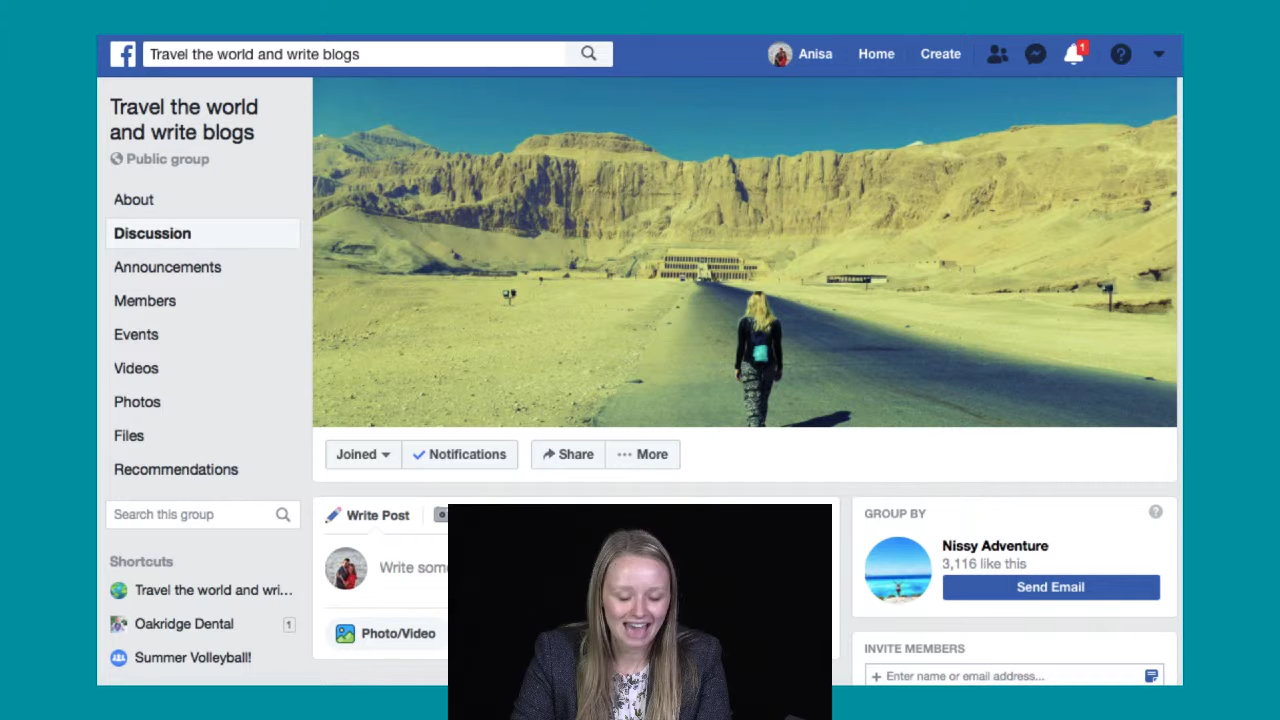 Travel the world and write blogs
Anisa
Home
Create
1
Travel the world
and write blogs
Public group
About
Discussion
Announcements
Members
Events
Videos
Photos
Files
Recommendations
Search this group
Shortcuts
Travel the world and wri...
Oakridge Dental
1
Summer Volleyball!
Joined
Notifications
Share
More
Write Post
Write som
Photo/Video
GROUP BY
Nissy Adventure
3,116 like this
Send Email
INVITE MEMBERS
+ Enter name or email address...